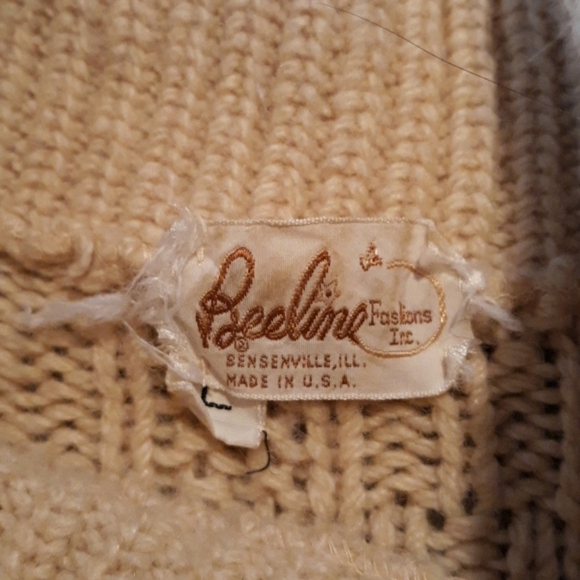 Beeline Fashions
Inc.
®
BENSENVILLE, ILL.
MADE IN U.S.A.
L